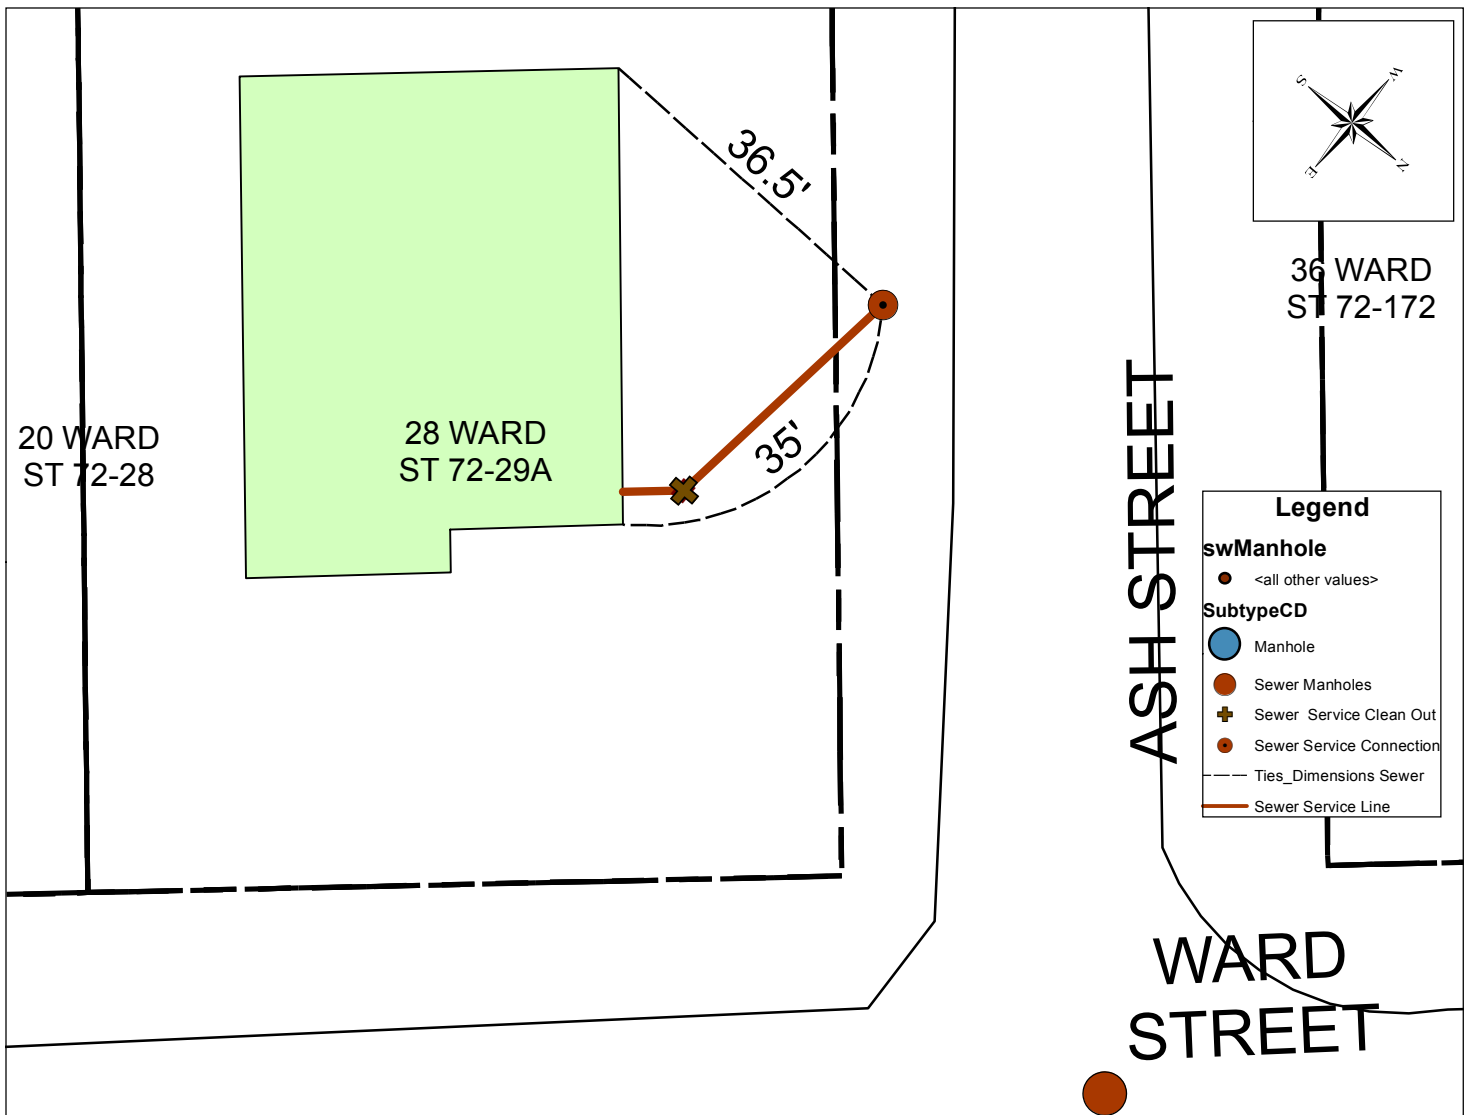 S
W
E
N
36.5'
36 WARD
ST 72-172
20 WARD
ST 72-28
28 WARD
ST 72-29A
35'
ASH STREET
Legend
swManhole
<all other values>
SubtypeCD
Manhole
Sewer Manholes
Sewer Service Clean Out
Sewer Service Connection
Ties_Dimensions Sewer
Sewer Service Line
WARD
STREET